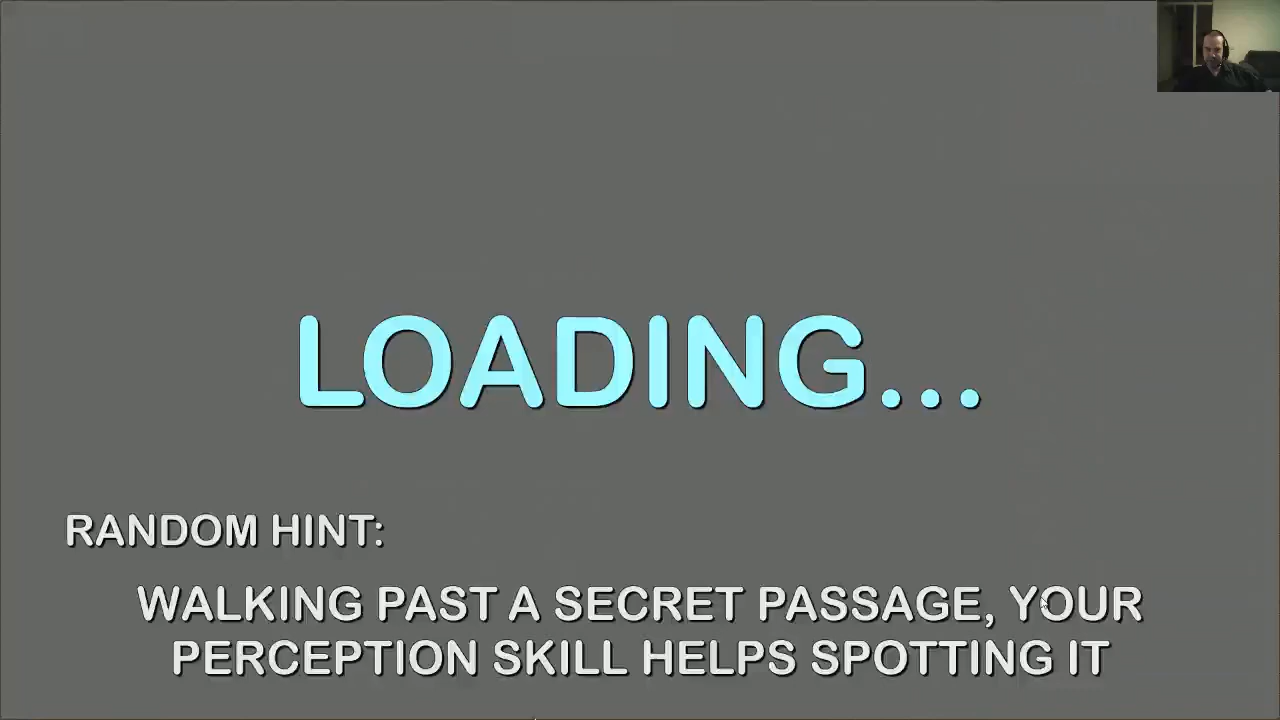 LOADING...
RANDOM HINT:
WALKING PAST A SECRET PASSAGE, YOUR
PERCEPTION SKILL HELPS SPOTTING IT